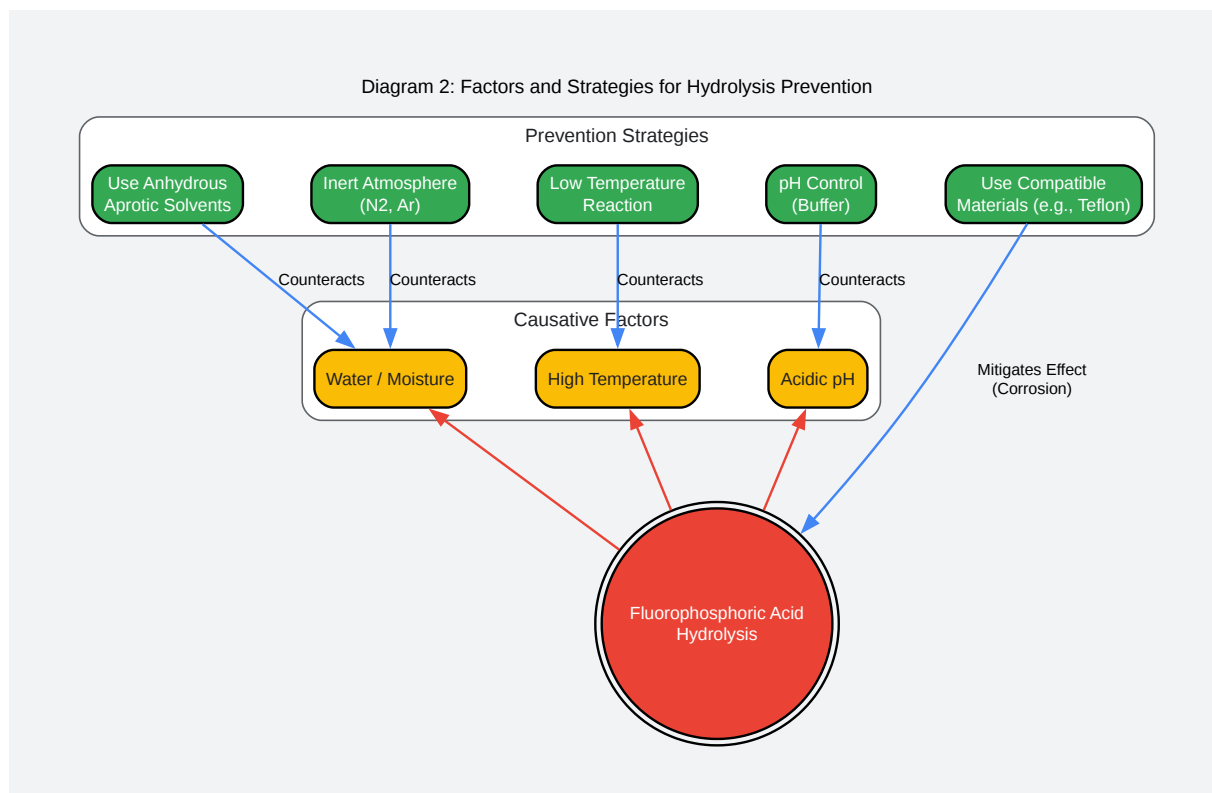 Diagram 2: Factors and Strategies for Hydrolysis Prevention
Prevention Strategies
Use Anhydrous
Aprotic Solvents
Inert Atmosphere
(N2, Ar)
Low Temperature
Reaction
pH Control
(Buffer)
Use Compatible
Materials (e.g., Teflon)
Counteracts
Counteracts
Counteracts
Counteracts
Causative Factors
Water / Moisture
High Temperature
Acidic pH
Mitigates Effect
(Corrosion)
Fluorophosphoric Acid
Hydrolysis